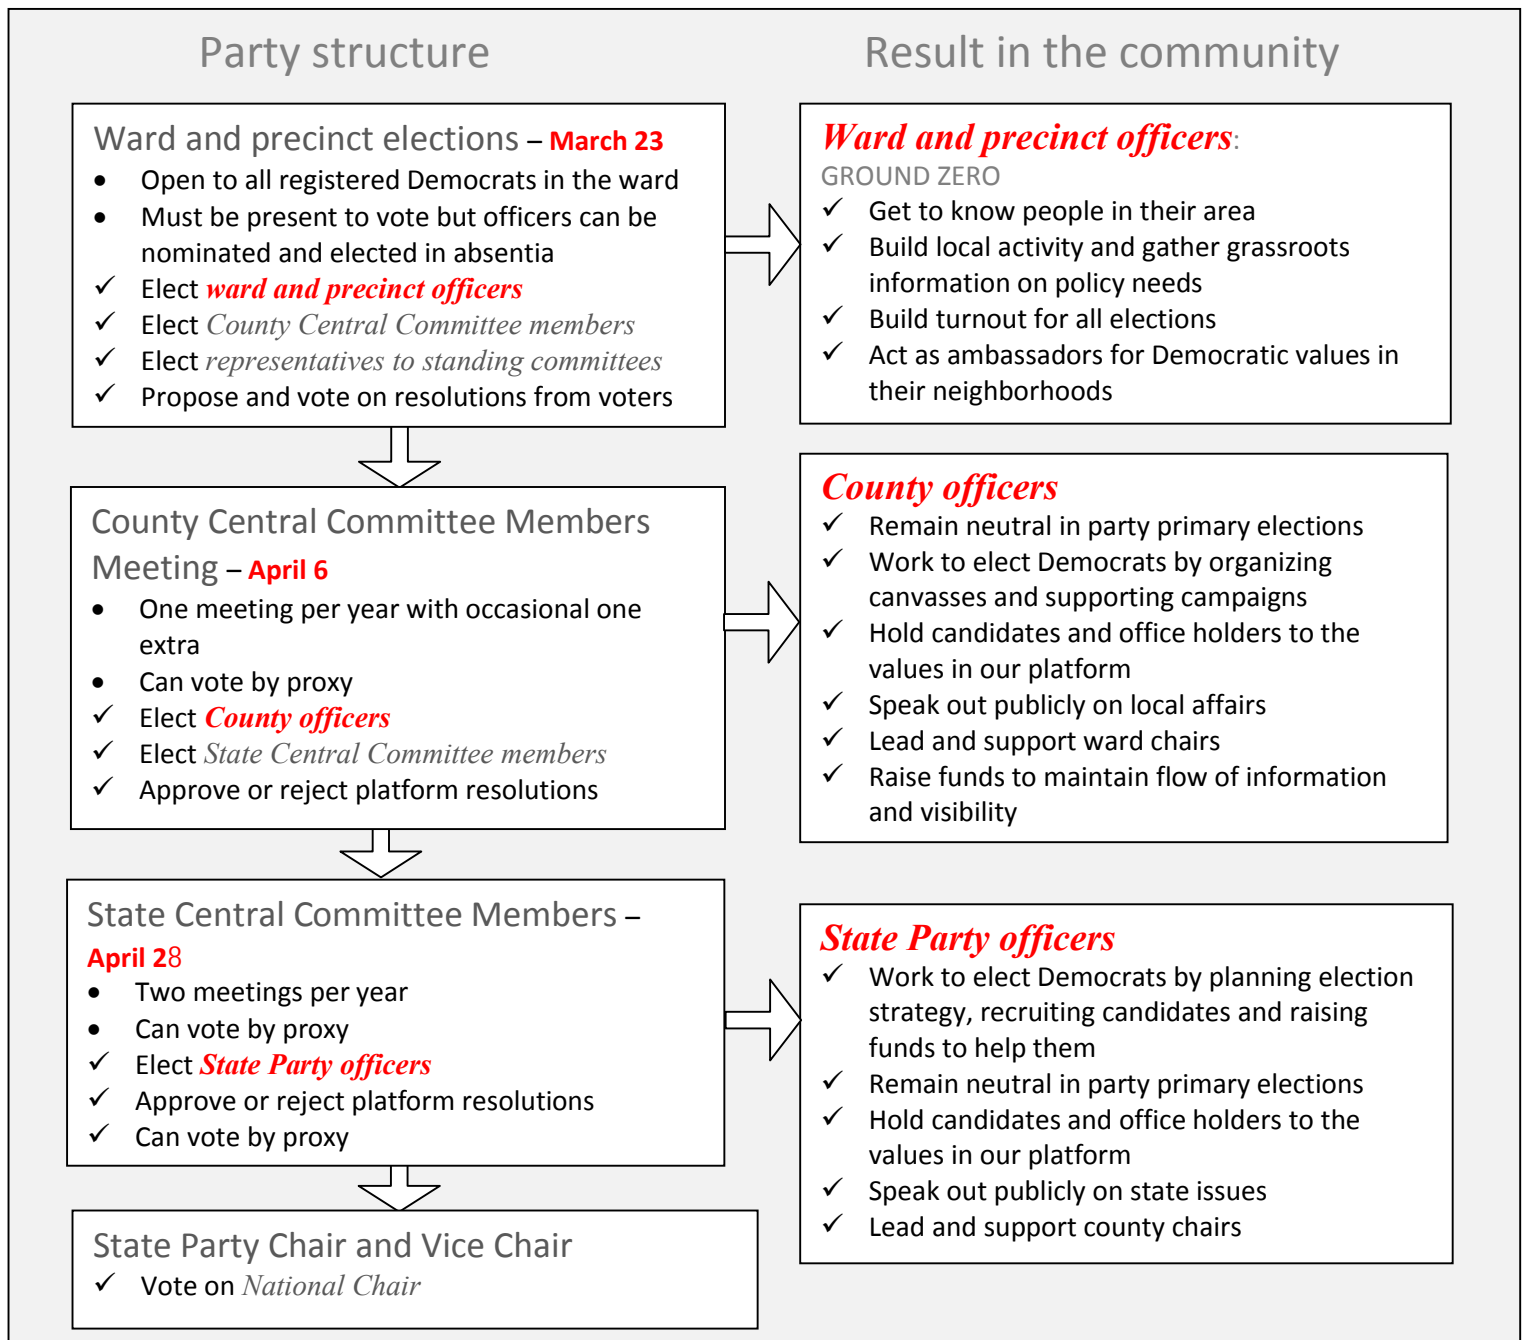 Party structure
Ward and precinct elections – March 23
• Open to all registered Democrats in the ward
• Must be present to vote but officers can be
nominated and elected in absentia
✓ Elect ward and precinct officers
✓ Elect County Central Committee members
✓ Elect representatives to standing committees
✓ Propose and vote on resolutions from voters
County Central Committee Members
Meeting – April 6
• One meeting per year with occasional one
extra
• Can vote by proxy
✓ Elect County officers
✓ Elect State Central Committee members
✓ Approve or reject platform resolutions
State Central Committee Members –
April 28
• Two meetings per year
• Can vote by proxy
✓ Elect State Party officers
✓ Approve or reject platform resolutions
✓ Can vote by proxy
State Party Chair and Vice Chair
✓ Vote on National Chair
Result in the community
Ward and precinct officers:
GROUND ZERO
✓ Get to know people in their area
✓ Build local activity and gather grassroots
information on policy needs
✓ Build turnout for all elections
✓ Act as ambassadors for Democratic values in
their neighborhoods
County officers
✓ Remain neutral in party primary elections
✓ Work to elect Democrats by organizing
canvasses and supporting campaigns
✓ Hold candidates and office holders to the
values in our platform
✓ Speak out publicly on local affairs
✓ Lead and support ward chairs
✓ Raise funds to maintain flow of information
and visibility
State Party officers
✓ Work to elect Democrats by planning election
strategy, recruiting candidates and raising
funds to help them
✓ Remain neutral in party primary elections
✓ Hold candidates and office holders to the
values in our platform
✓ Speak out publicly on state issues
✓ Lead and support county chairs